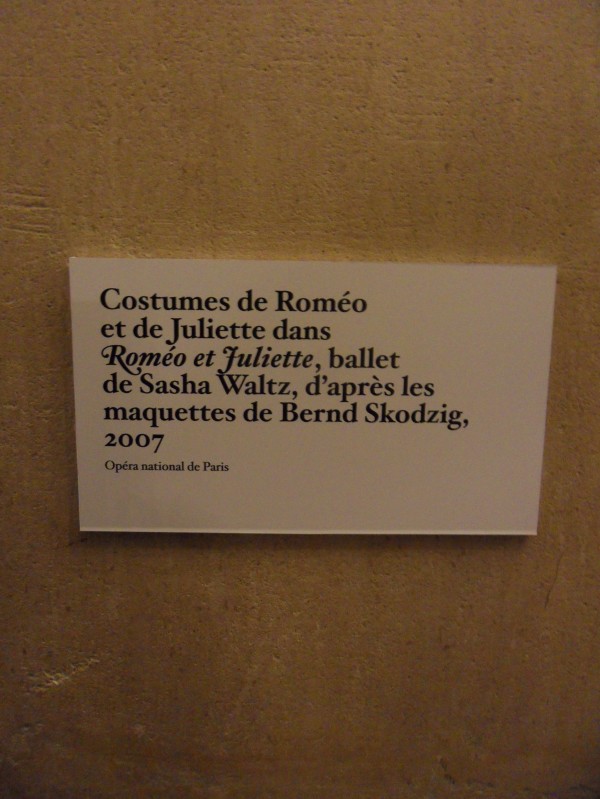 Costumes de Roméo
et de Juliette dans
Roméo et Juliette, ballet
de Sasha Waltz, d’après les
maquettes de Bernd Skodzig,
2007
Opéra national de Paris